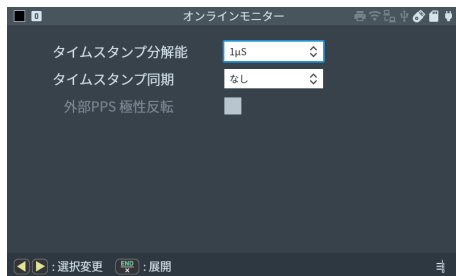 0 オンラインモニター
タイムスタンプ分解能 1μS
タイムスタンプ同期 なし
外部PPS 極性反転
:選択変更 END × :展開